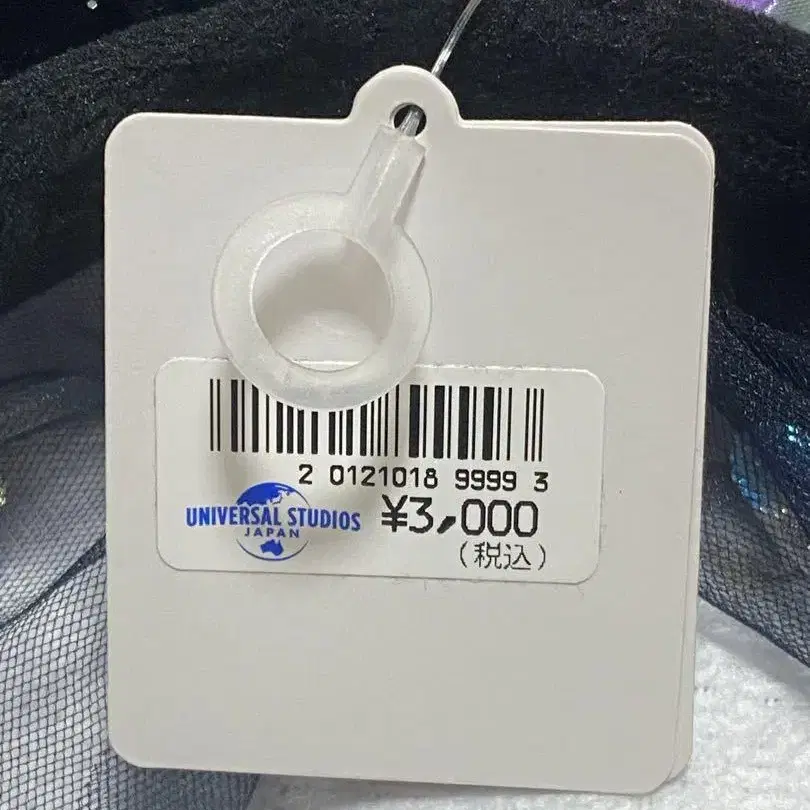 2 0121018 9999 3
UNIVERSAL STUDIOS
JAPAN
¥3,000
(税込)